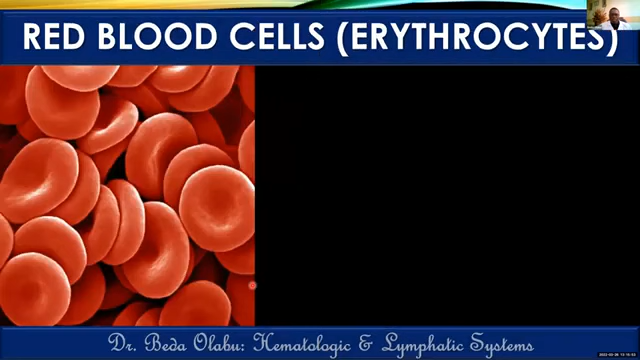 RED BLOOD CELLS (ERYTHROCYTES)
Dr. Beda Olabu: Hematologic & Lymphatic Systems